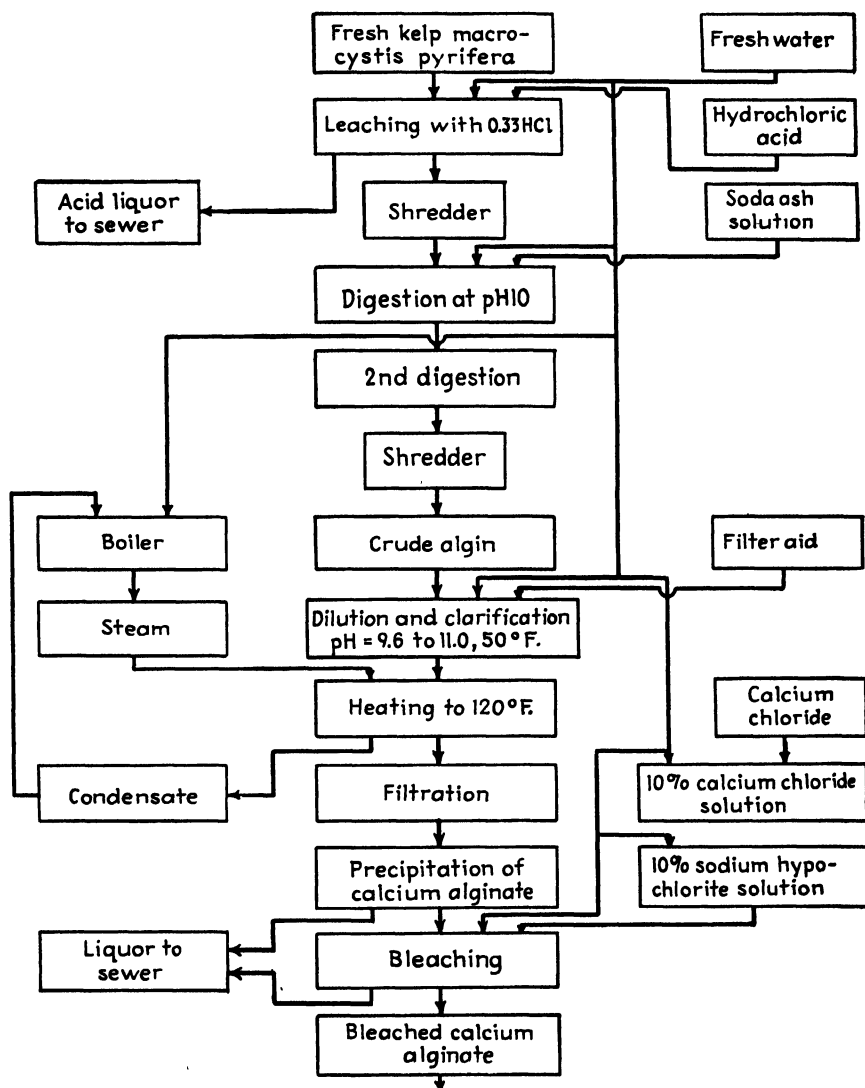 Fresh kelp macro-
cystis pyrifera
Fresh water
Leaching with 0.33HCl
Hydrochloric
acid
Acid liquor
to sewer
Shredder
Soda ash
solution
Digestion at pH10
2nd digestion
Shredder
Boiler
Crude algin
Filter aid
Steam
Dilution and clarification
pH = 9.6 to 11.0, 50°F.
Heating to 120°F.
Calcium
chloride
Condensate
Filtration
10% calcium chloride
solution
Precipitation of
calcium alginate
10% sodium hypo-
chlorite solution
Liquor to
sewer
Bleaching
Bleached calcium
alginate